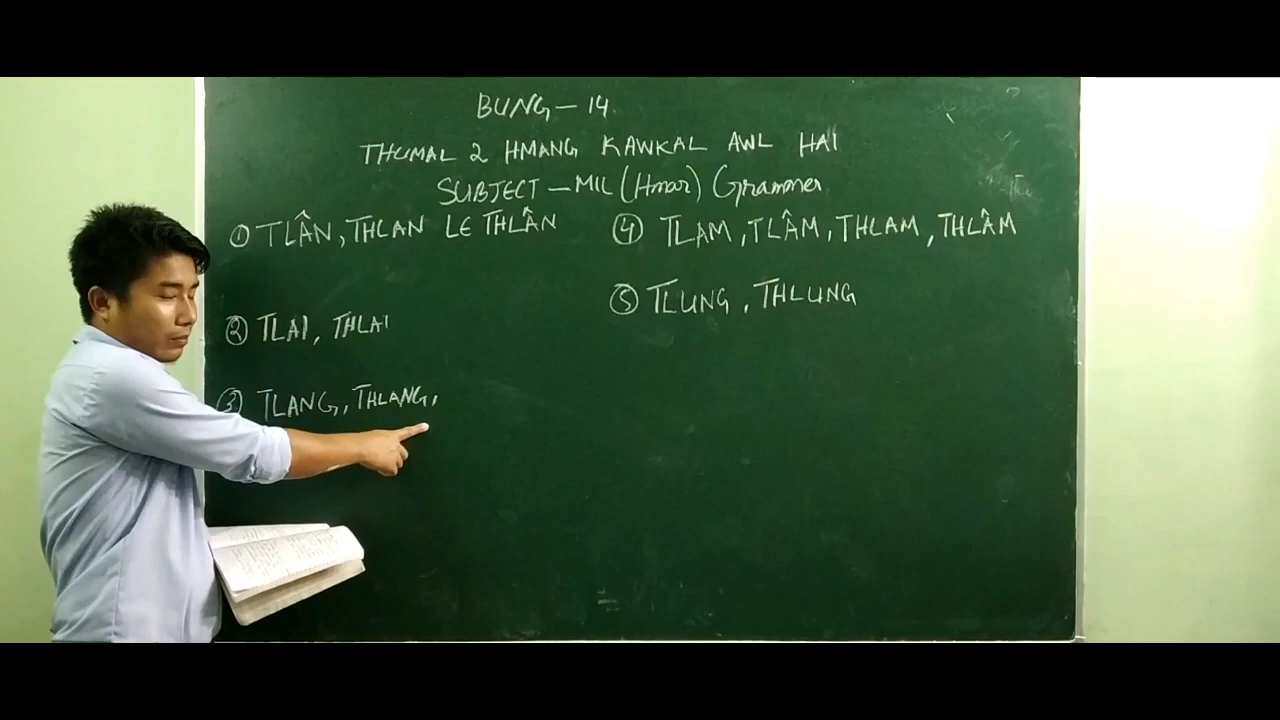 BUNG – 14.
THUMAL 2 HMANG KAWKAL AWL HAI
SUBJECT – MIL (Hmar) Grammer
① TLÂN, THLAN LE THLÂN
② TLAI, THLAI
③ TLANG, THLANG,
④ TLAM, TLÂM, THLAM, THLÂM
⑤ TLUNG, THLUNG